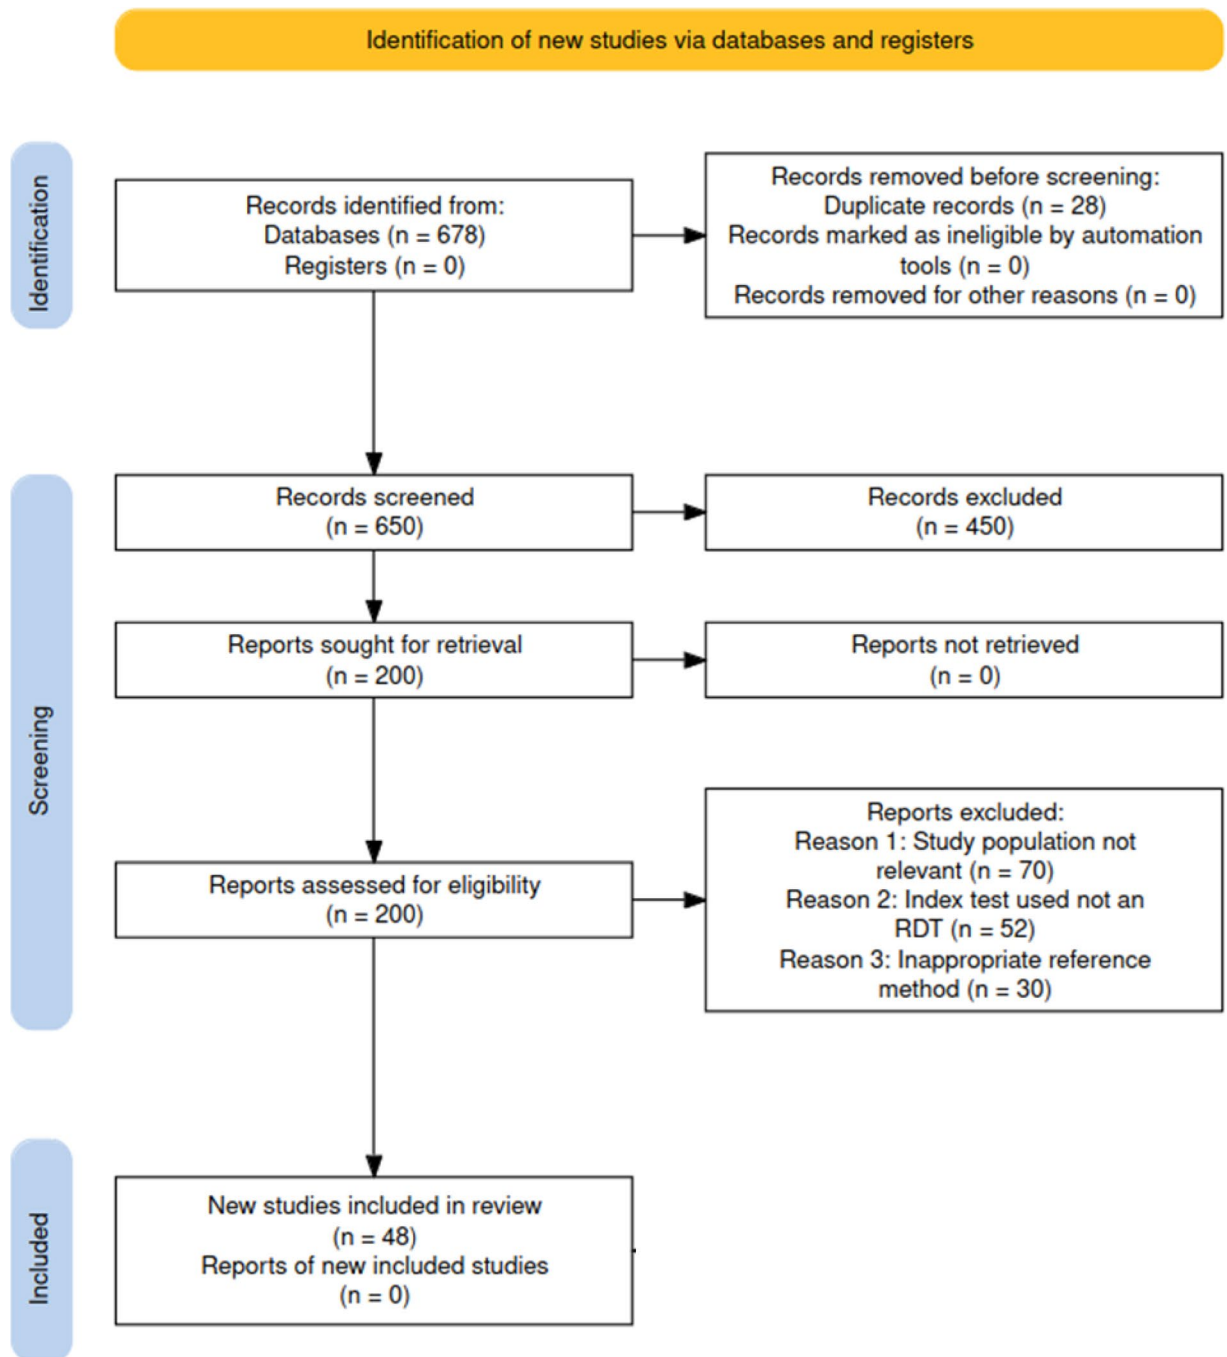 Identification of new studies via databases and registers
Identification
Records identified from:
Databases (n = 678)
Registers (n = 0)
Records removed before screening:
Duplicate records (n = 28)
Records marked as ineligible by automation
tools (n = 0)
Records removed for other reasons (n = 0)
Screening
Records screened
(n = 650)
Records excluded
(n = 450)
Reports sought for retrieval
(n = 200)
Reports not retrieved
(n = 0)
Reports assessed for eligibility
(n = 200)
Reports excluded:
Reason 1: Study population not
relevant (n = 70)
Reason 2: Index test used not an
RDT (n = 52)
Reason 3: Inappropriate reference
method (n = 30)
Included
New studies included in review
(n = 48)
Reports of new included studies
(n = 0)